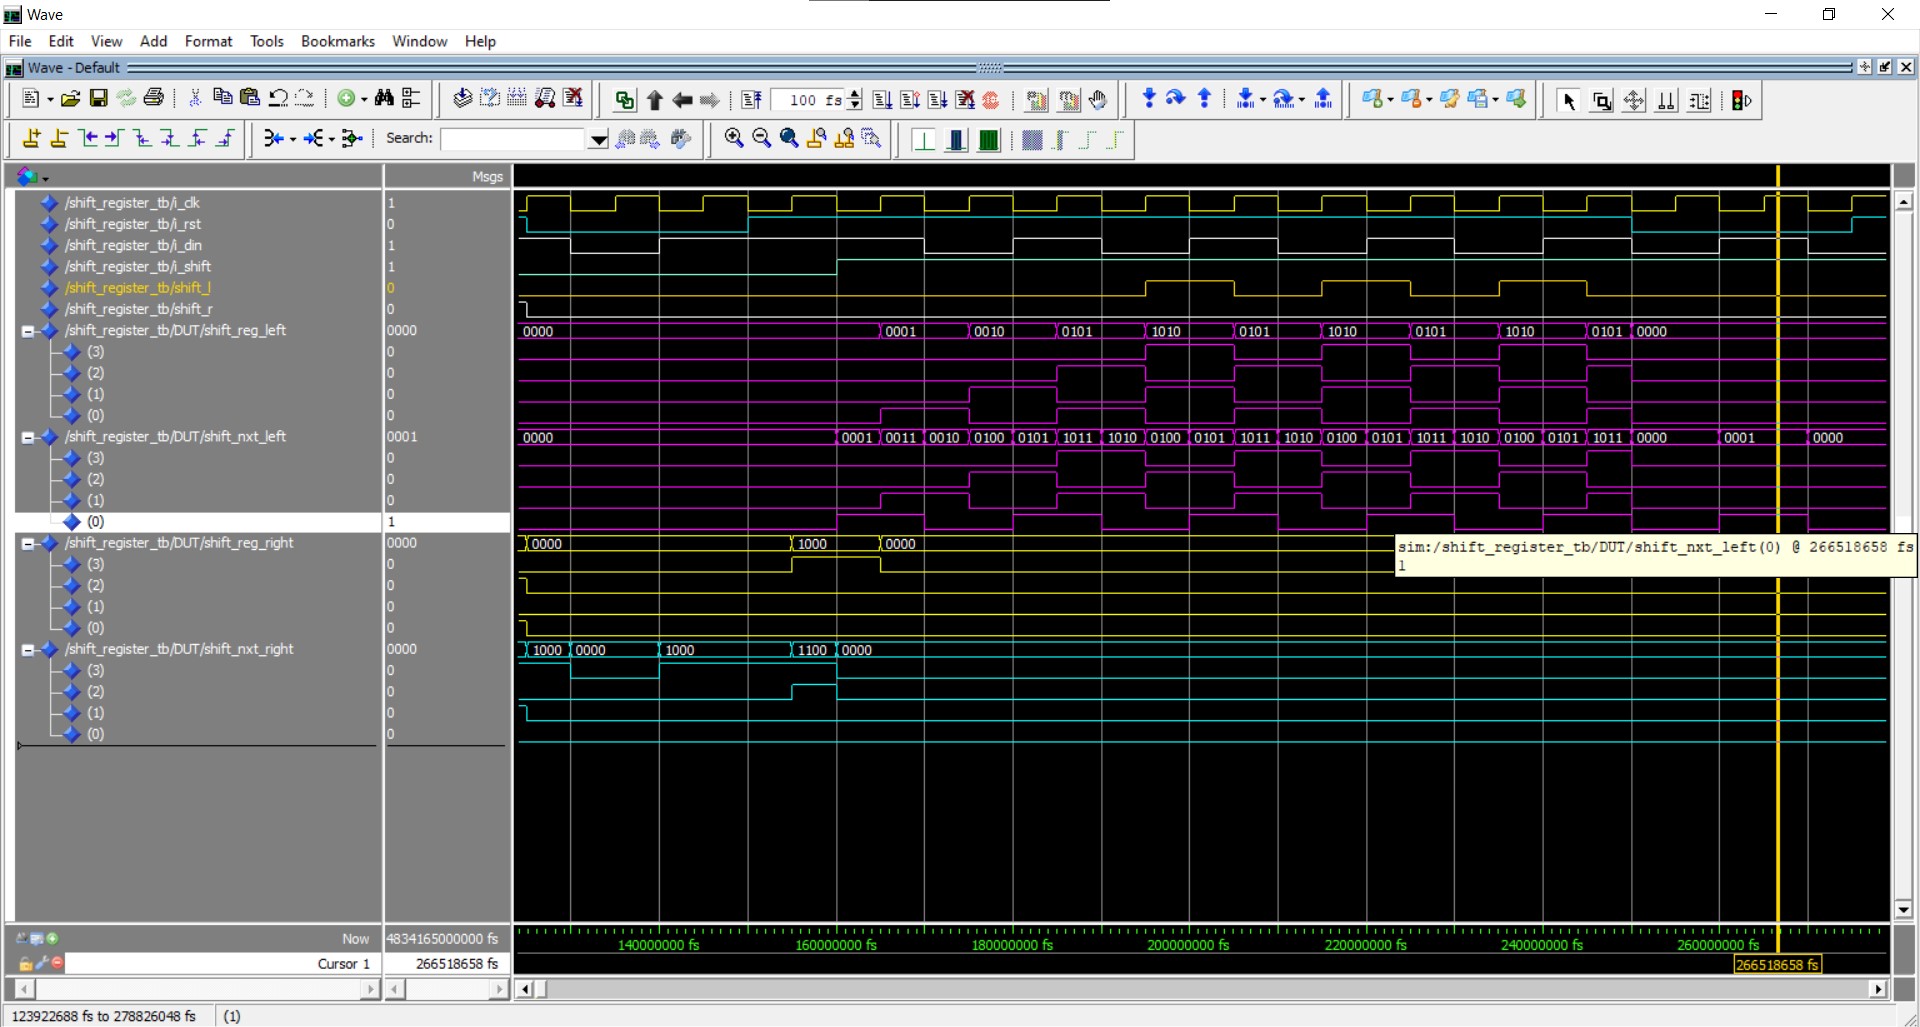 Wave
File Edit View Add Format Tools Bookmarks Window Help
Wave - Default
100 fs
Search:
Msgs
/shift_register_tb/i_clk 1
/shift_register_tb/i_rst 0
/shift_register_tb/i_din 1
/shift_register_tb/i_shift 1
/shift_register_tb/shift_l 0
/shift_register_tb/shift_r 0
/shift_register_tb/DUT/shift_reg_left 0000 0000 0001 0010 0101 1010 0101 1010 0101 1010 0101 0000
(3) 0
(2) 0
(1) 0
(0) 0
/shift_register_tb/DUT/shift_nxt_left 0001 0000 0001 0011 0010 0100 0101 1011 1010 0100 0101 1011 1010 0100 0101 1011 1010 0100 0101 1011 0000 0001 0000
(3) 0
(2) 0
(1) 0
(0) 1
/shift_register_tb/DUT/shift_reg_right 0000 0000 1000 0000
sim:/shift_register_tb/DUT/shift_nxt_left(0) @ 266518658 fs
1
(3) 0
(2) 0
(1) 0
(0) 0
/shift_register_tb/DUT/shift_nxt_right 0000 1000 0000 1000 1100 0000
(3) 0
(2) 0
(1) 0
(0) 0
Now 4834165000000 fs
140000000 fs 160000000 fs 180000000 fs 200000000 fs 220000000 fs 240000000 fs 260000000 fs
Cursor 1 266518658 fs
266518658 fs
123922688 fs to 278826048 fs (1)